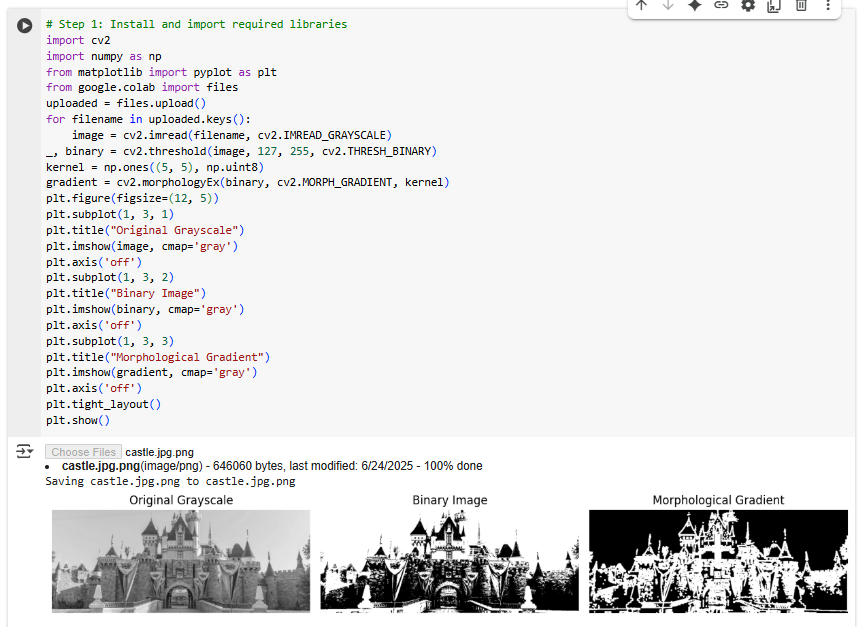 # Step 1: Install and import required libraries
import cv2
import numpy as np
from matplotlib import pyplot as plt
from google.colab import files
uploaded = files.upload()
for filename in uploaded.keys():
    image = cv2.imread(filename, cv2.IMREAD_GRAYSCALE)
_, binary = cv2.threshold(image, 127, 255, cv2.THRESH_BINARY)
kernel = np.ones((5, 5), np.uint8)
gradient = cv2.morphologyEx(binary, cv2.MORPH_GRADIENT, kernel)
plt.figure(figsize=(12, 5))
plt.subplot(1, 3, 1)
plt.title("Original Grayscale")
plt.imshow(image, cmap='gray')
plt.axis('off')
plt.subplot(1, 3, 2)
plt.title("Binary Image")
plt.imshow(binary, cmap='gray')
plt.axis('off')
plt.subplot(1, 3, 3)
plt.title("Morphological Gradient")
plt.imshow(gradient, cmap='gray')
plt.axis('off')
plt.tight_layout()
plt.show()
Choose Files castle.jpg.png
• castle.jpg.png(image/png) - 646060 bytes, last modified: 6/24/2025 - 100% done
Saving castle.jpg.png to castle.jpg.png
Original Grayscale Binary Image Morphological Gradient